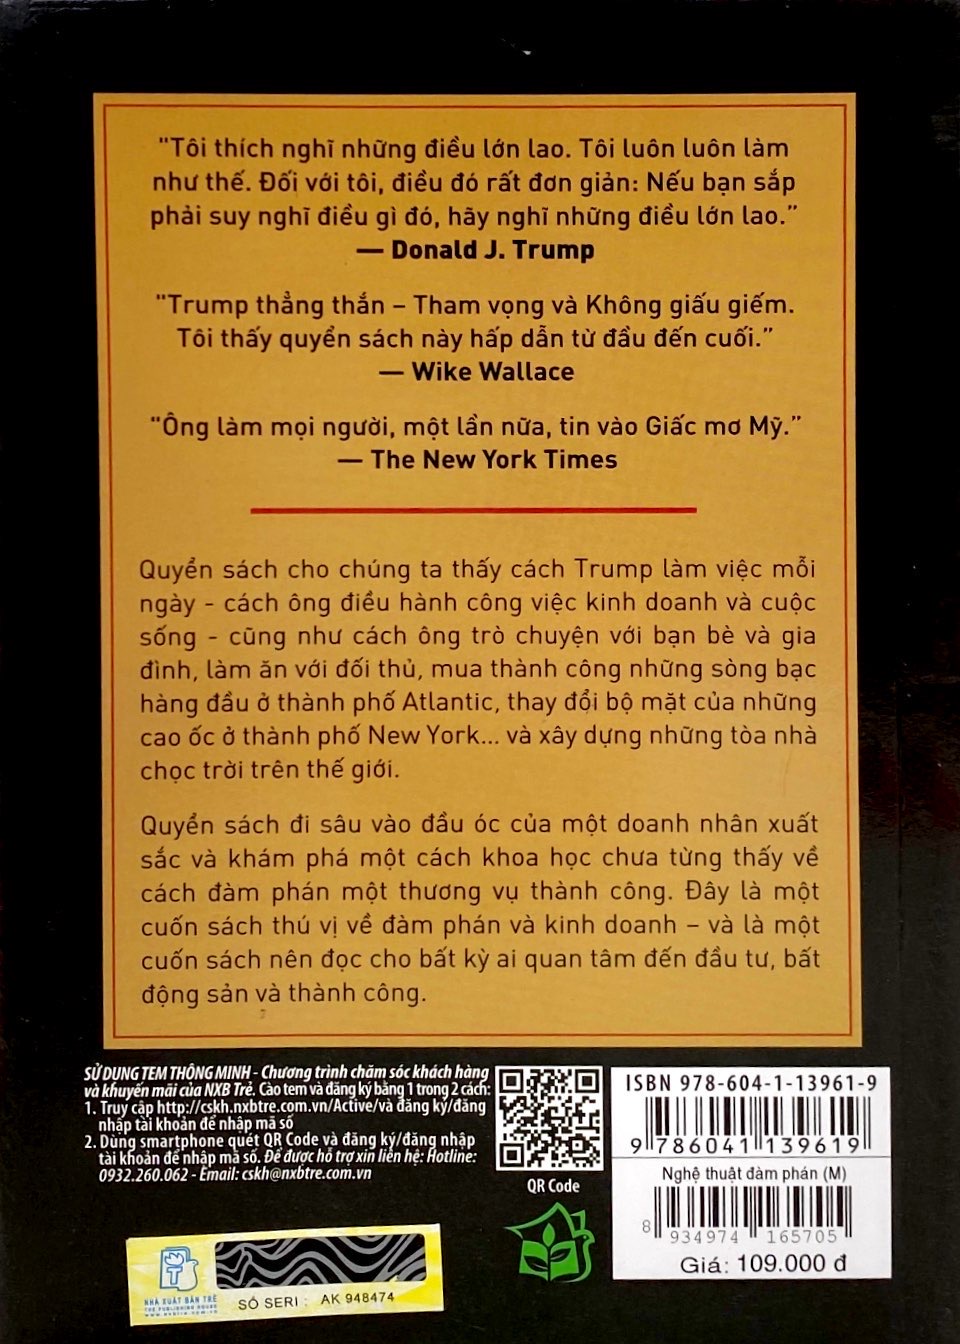 "Tôi thích nghĩ những điều lớn lao. Tôi luôn luôn làm
như thế. Đối với tôi, điều đó rất đơn giản: Nếu bạn sắp
phải suy nghĩ điều gì đó, hãy nghĩ những điều lớn lao.”
— Donald J. Trump
"Trump thẳng thắn – Tham vọng và Không giấu giếm.
Tôi thấy quyển sách này hấp dẫn từ đầu đến cuối.”
— Wike Wallace
“Ông làm mọi người, một lần nữa, tin vào Giấc mơ Mỹ.”
— The New York Times
Quyển sách cho chúng ta thấy cách Trump làm việc mỗi
ngày - cách ông điều hành công việc kinh doanh và cuộc
sống - cũng như cách ông trò chuyện với bạn bè và gia
đình, làm ăn với đối thủ, mua thành công những sòng bạc
hàng đầu ở thành phố Atlantic, thay đổi bộ mặt của những
cao ốc ở thành phố New York... và xây dựng những tòa nhà
chọc trời trên thế giới.
Quyển sách đi sâu vào đầu óc của một doanh nhân xuất
sắc và khám phá một cách khoa học chưa từng thấy về
cách đàm phán một thương vụ thành công. Đây là một
cuốn sách thú vị về đàm phán và kinh doanh – và là một
cuốn sách nên đọc cho bất kỳ ai quan tâm đến đầu tư, bất
động sản và thành công.
SỬ DỤNG TEM THÔNG MINH - Chương trình chăm sóc khách hàng
và khuyến mãi của NXB Trẻ. Cào tem và đăng ký bằng 1 trong 2 cách:
1. Truy cập http://cskh.nxbtre.com.vn/Active/và đăng ký/đăng
nhập tài khoản để nhập mã số
2. Dùng smartphone quét QR Code và đăng ký/đăng nhập
tài khoản để nhập mã số. Để được hỗ trợ xin liên hệ: Hotline:
0932.260.062 - Email: cskh@nxbtre.com.vn
QR Code
ISBN 978-604-1-13961-9
9 786041 139619
Nghệ thuật đàm phán (M)
8 934974 165705
Giá: 109.000 đ
NHÀ XUẤT BẢN TRẺ
THE PUBLISHING HOUSE
www.nxbtre.com.vn
SỐ SERI : AK 948474